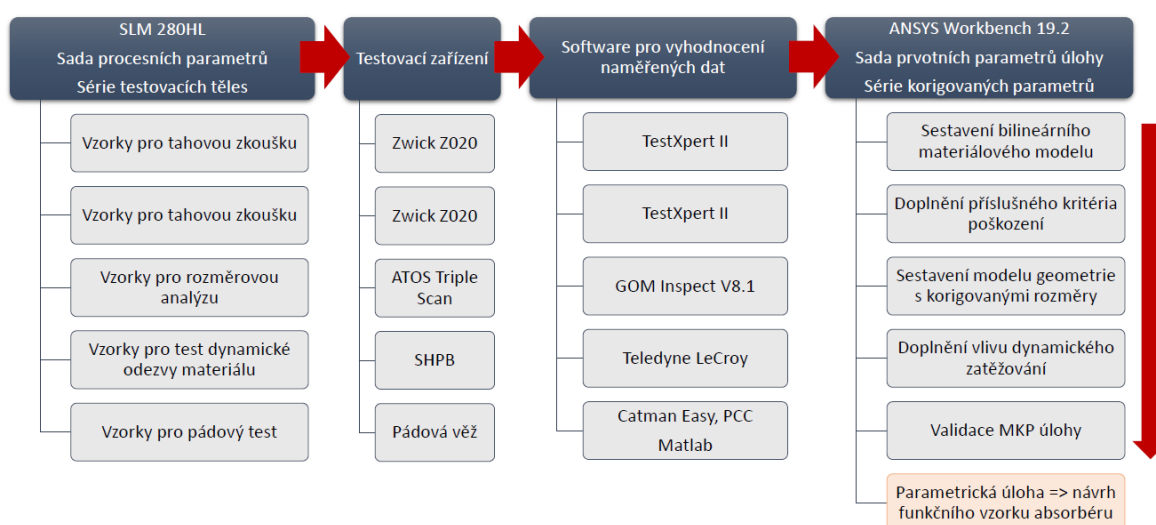 SLM 280HL
Sada procesních parametrů
Série testovacích těles
Vzorky pro tahovou zkoušku
Vzorky pro tahovou zkoušku
Vzorky pro rozměrovou
analýzu
Vzorky pro test dynamické
odezvy materiálu
Vzorky pro pádový test
Testovací zařízení
Zwick Z020
Zwick Z020
ATOS Triple
Scan
SHPB
Pádová věž
Software pro vyhodnocení
naměřených dat
TestXpert II
TestXpert II
GOM Inspect V8.1
Teledyne LeCroy
Catman Easy, PCC
Matlab
ANSYS Workbench 19.2
Sada prvotních parametrů úlohy
Série korigovaných parametrů
Sestavení bilineárního
materiálového modelu
Doplnění příslušného kritéria
poškození
Sestavení modelu geometrie
s korigovanými rozměry
Doplnění vlivu dynamického
zatěžování
Validace MKP úlohy
Parametrická úloha => návrh
funkčního vzorku absorbéru